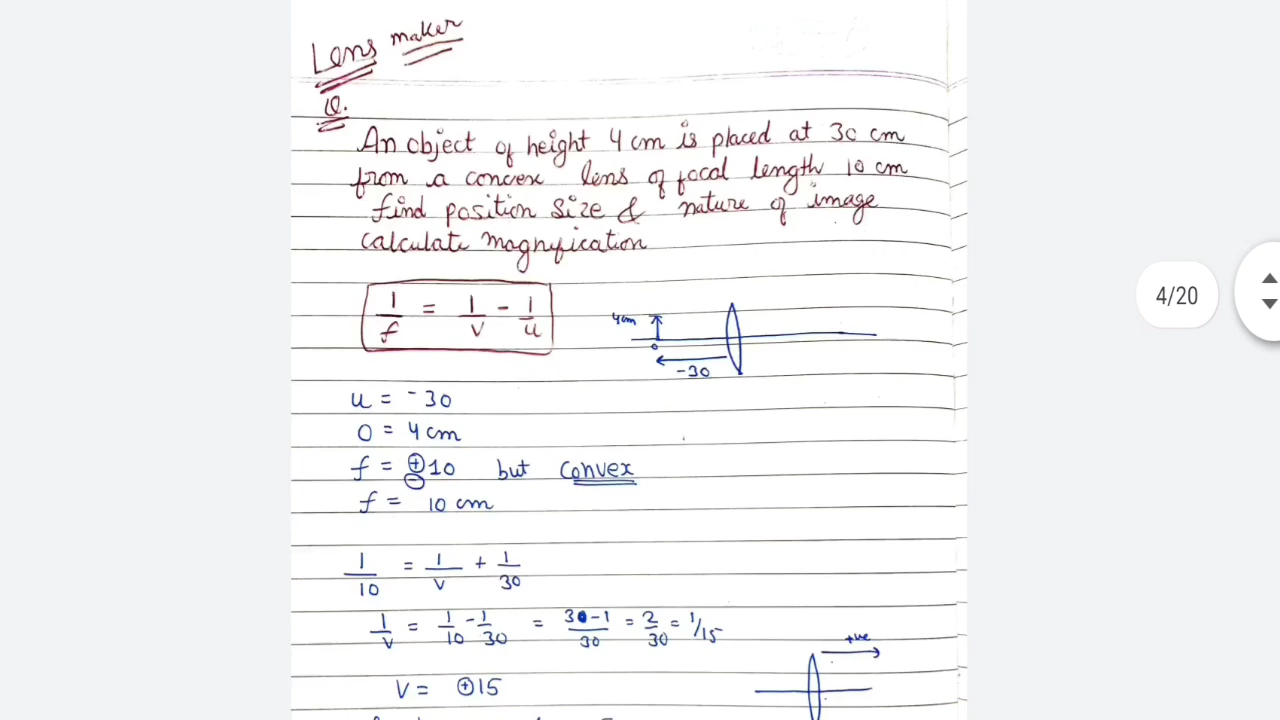 Lens maker
Q.
An object of height 4 cm is placed at 30 cm
from a concex lens of focal length 10 cm
find position size & nature of image
calculate magnification
1/f = 1/v - 1/u
4cm
o
-30
u = -30
O = 4 cm
f = ⊕10 but convex
⊖
f = 10 cm
1/10 = 1/v + 1/30
1/v = 1/10 - 1/30 = 3-1/30 = 2/30 = 1/15
+ve
V = ⊕15
4/20